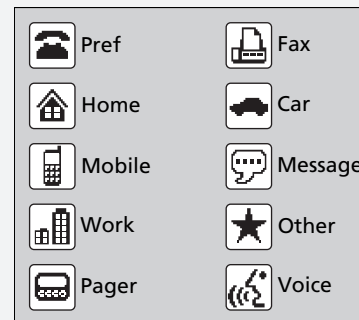 Pref
Fax
Home
Car
Mobile
Message
Work
Other
Pager
Voice